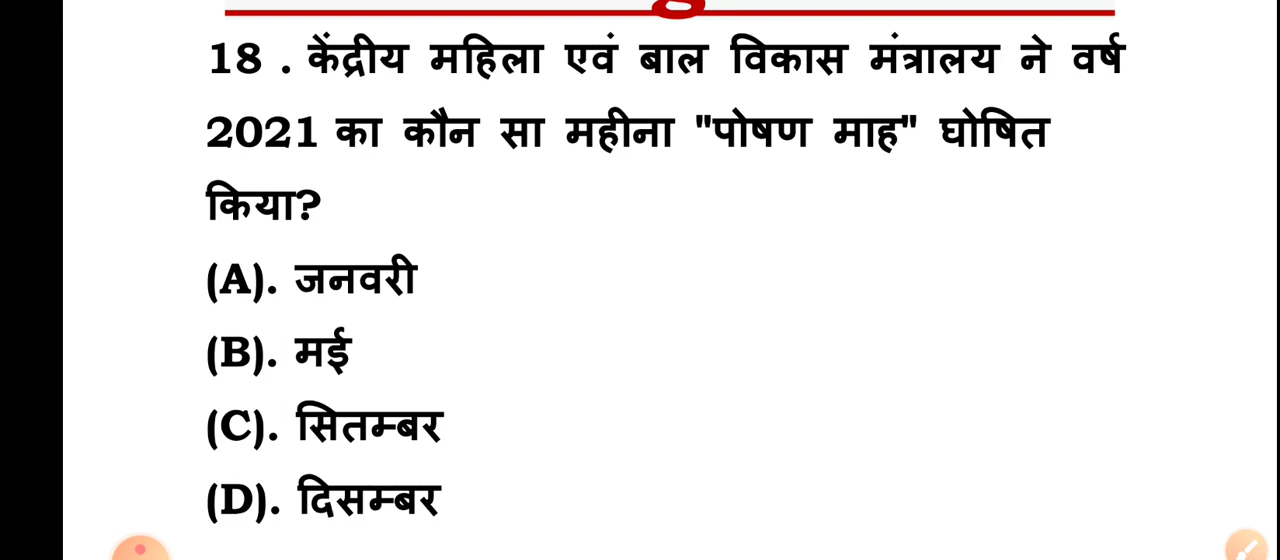 18 . केंद्रीय महिला एवं बाल विकास मंत्रालय ने वर्ष
2021 का कौन सा महीना "पोषण माह" घोषित
किया?
(A). जनवरी
(B). मई
(C). सितम्बर
(D). दिसम्बर